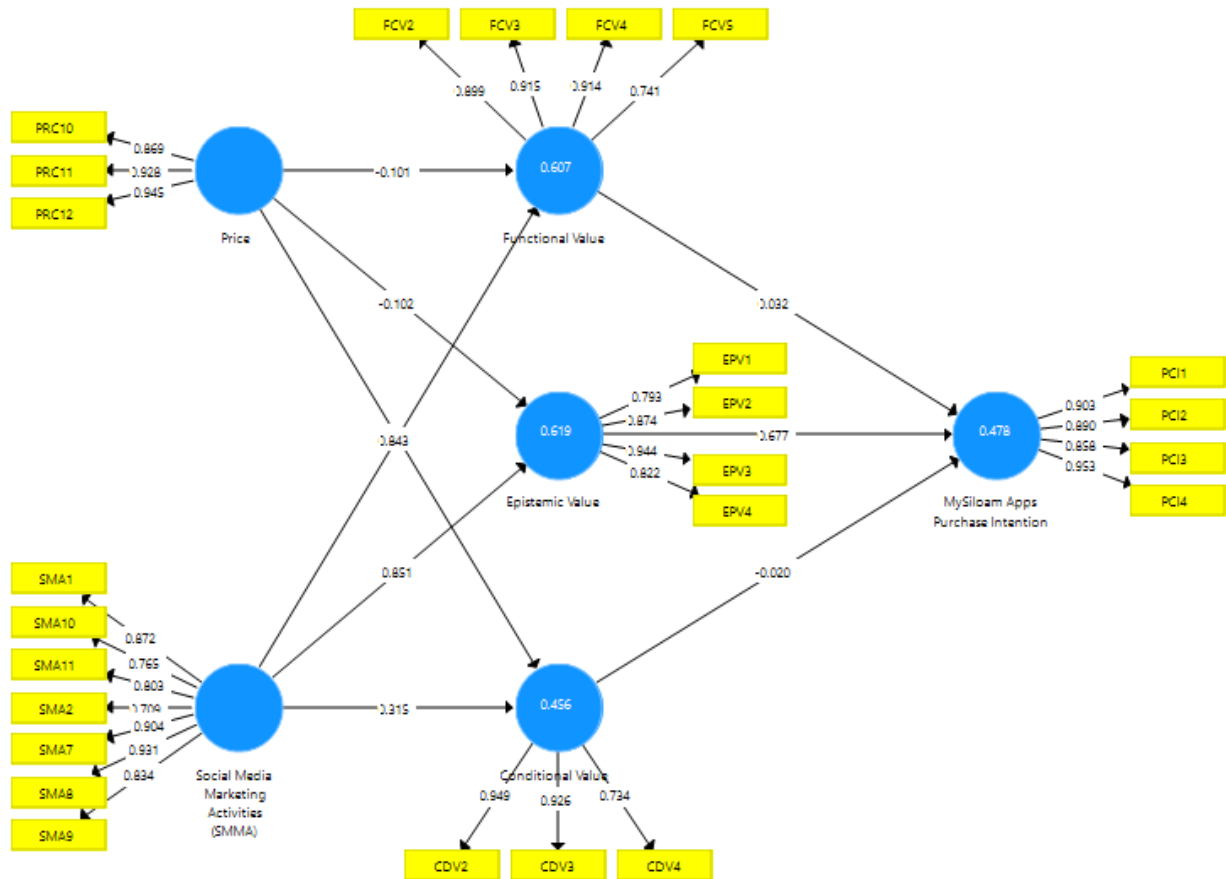 FCV2
FCV3
FCV4
FCV5
0.899
0.915
0.914
0.741
PRC10
PRC11
PRC12
0.869
0.928
0.945
-0.101
0.607
Price
Functional Value
-0.102
0.032
EPV1
EPV2
EPV3
EPV4
0.793
0.874
0.944
0.822
0.677
0.619
Epistemic Value
0.843
PCI1
PCI2
PCI3
PCI4
0.903
0.890
0.858
0.953
0.478
MySiloam Apps
Purchase Intention
0.851
-0.020
SMA1
SMA10
SMA11
SMA2
SMA7
SMA8
SMA9
0.872
0.765
0.803
0.709
0.904
0.931
0.834
0.315
0.456
Social Media
Marketing
Activities
(SMMA)
Conditional Value
0.949
0.926
0.734
CDV2
CDV3
CDV4